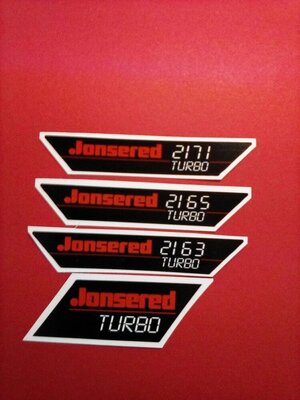 Jonsered 2171
TURBO
Jonsered 2165
TURBO
Jonsered 2163
TURBO
Jonsered
TURBO